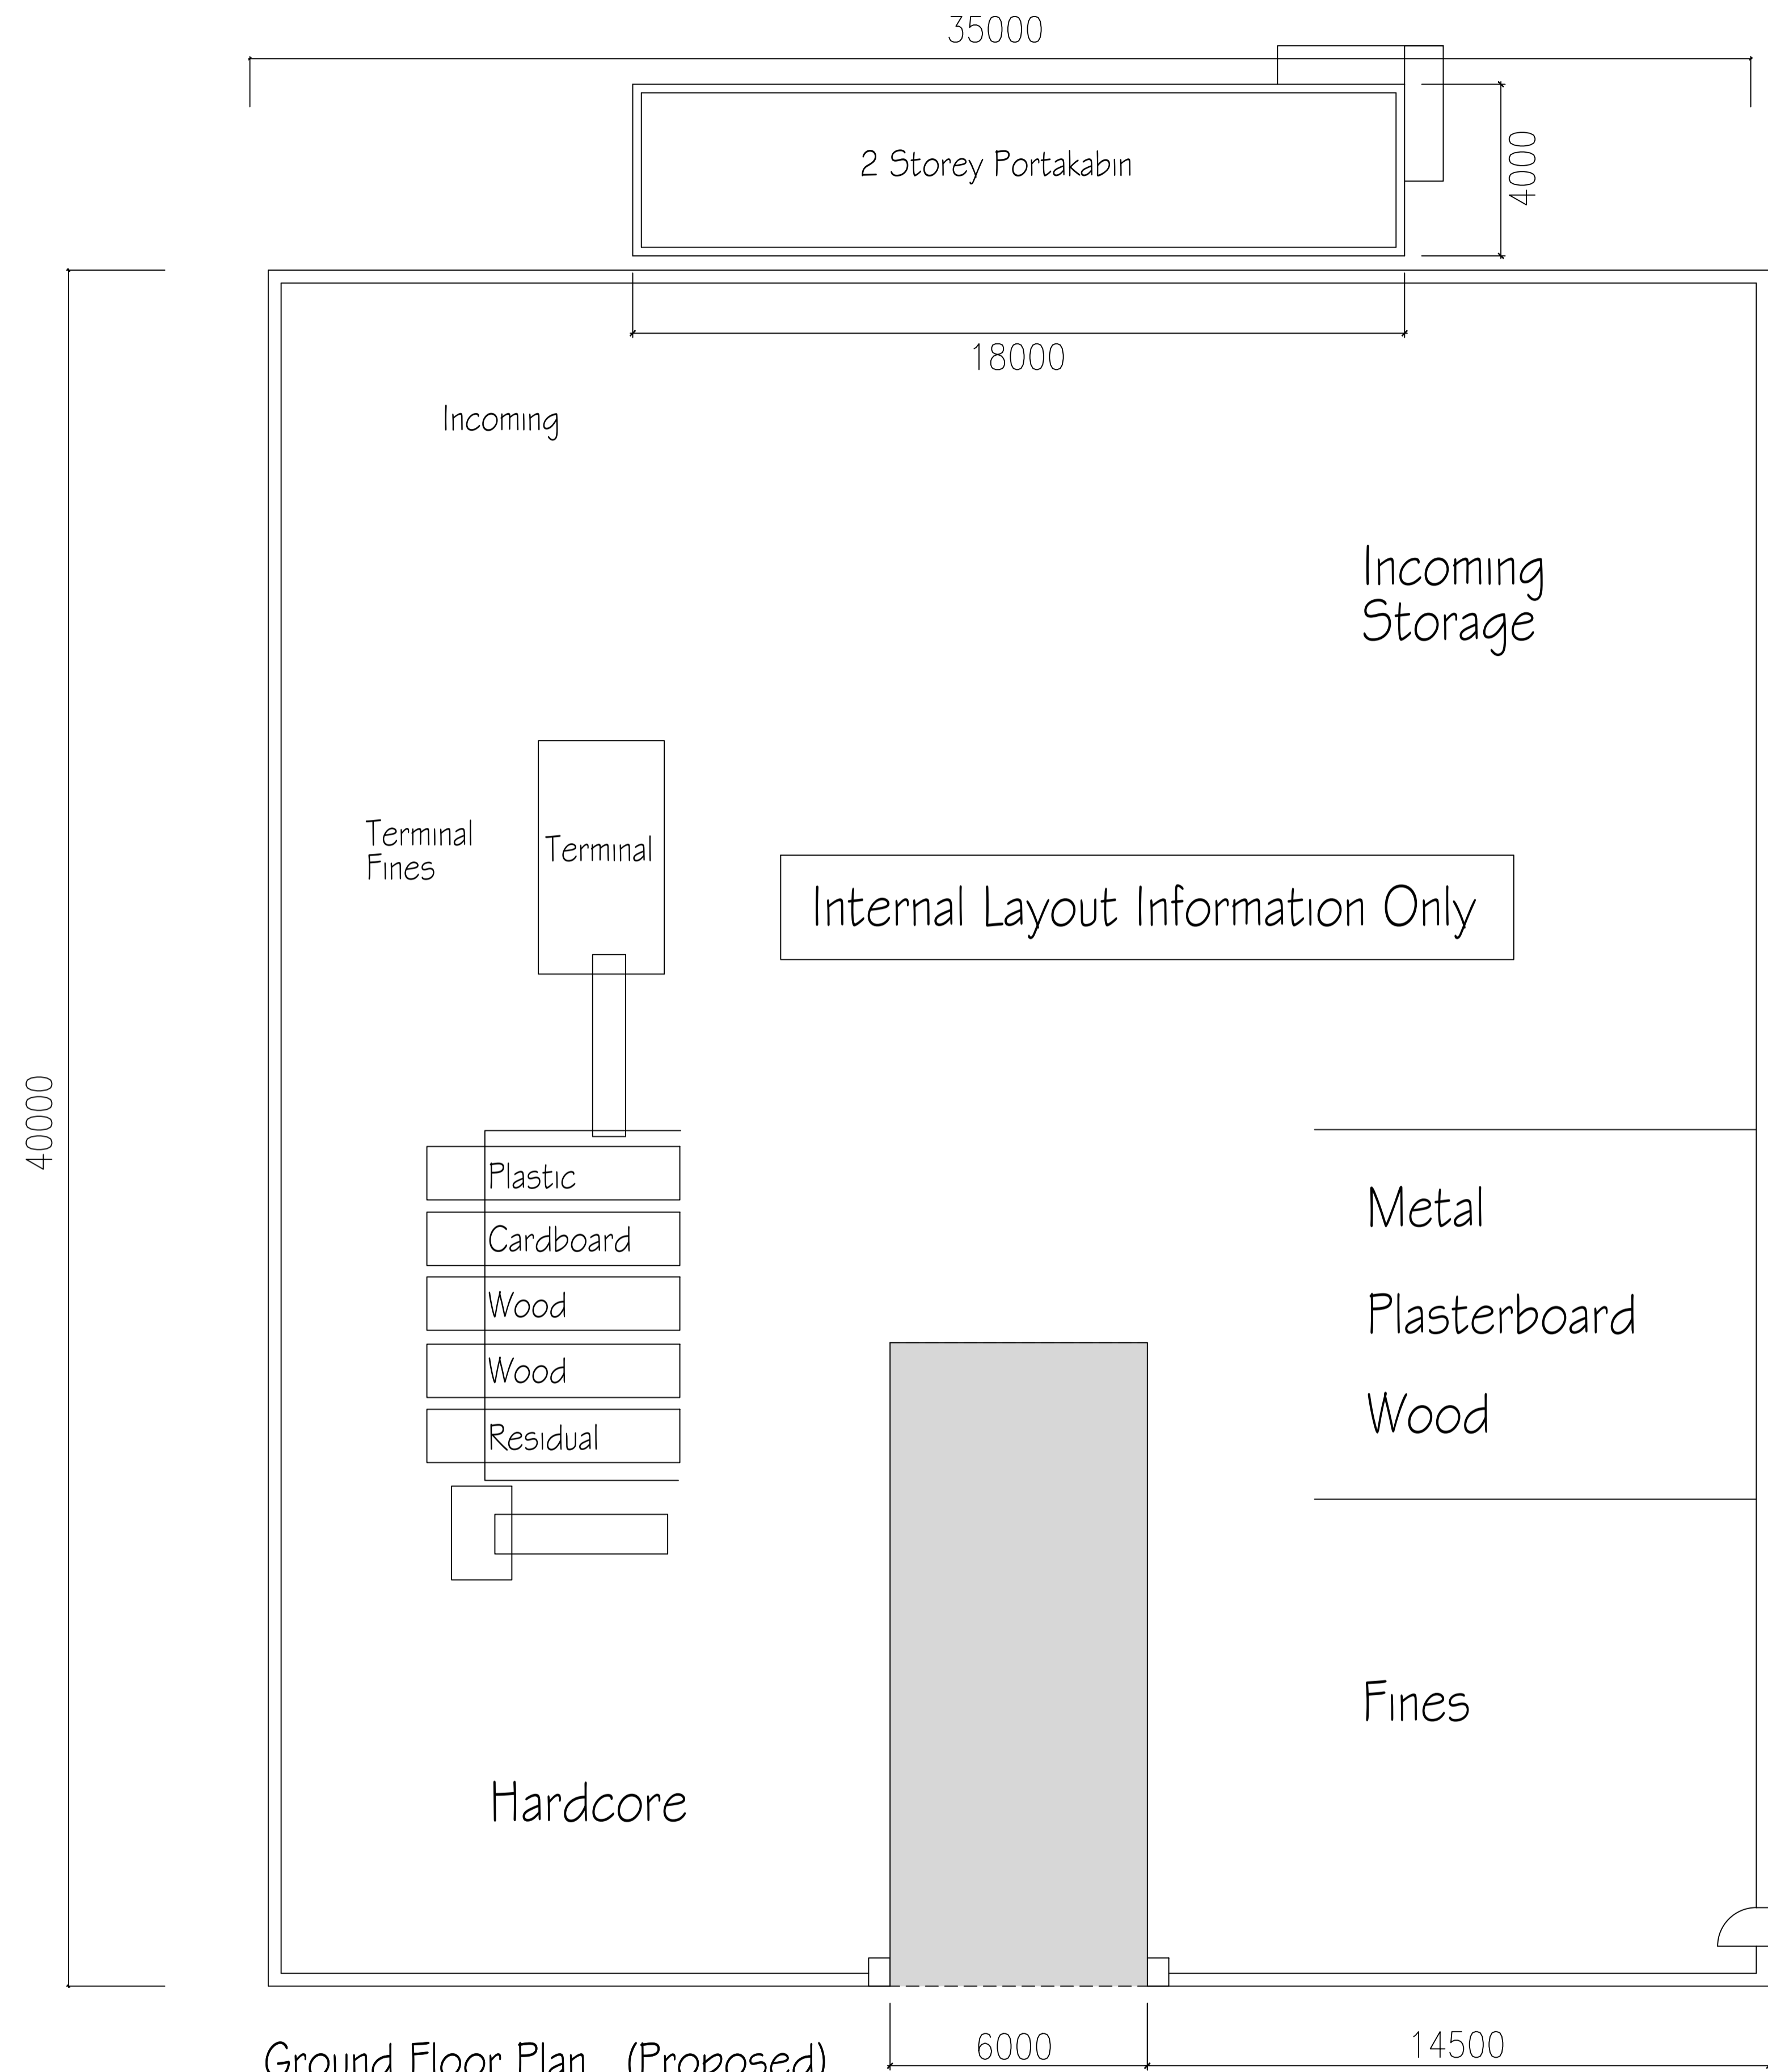 35000
2 Storey Portakabin
4000
18000
Incoming
Incoming
Storage
Terminal
Fines
Terminal
Internal Layout Information Only
40000
Plastic
Cardboard
Wood
Wood
Residual
Metal
Plasterboard
Wood
Fines
Hardcore
6000
14500
Ground Floor Plan (Proposed)